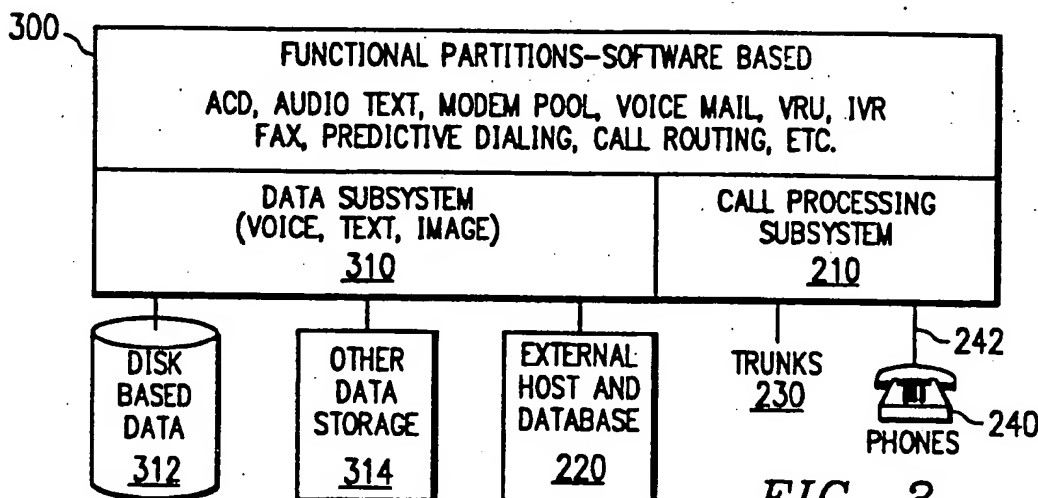 300
FUNCTIONAL PARTITIONS-SOFTWARE BASED
ACD, AUDIO TEXT, MODEM POOL, VOICE MAIL, VRU, IVR
FAX, PREDICTIVE DIALING, CALL ROUTING, ETC.
DATA SUBSYSTEM
(VOICE, TEXT, IMAGE)
310
CALL PROCESSING
SUBSYSTEM
210
DISK
BASED
DATA
312
OTHER
DATA
STORAGE
314
EXTERNAL
HOST AND
DATABASE
220
TRUNKS
230
242
240
PHONES
FIG.